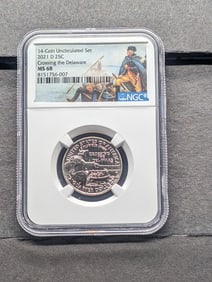 14-Coin Uncirculated Set
2021 D 25C
Crossing the Delaware
MS 68
8151756-007
NGC